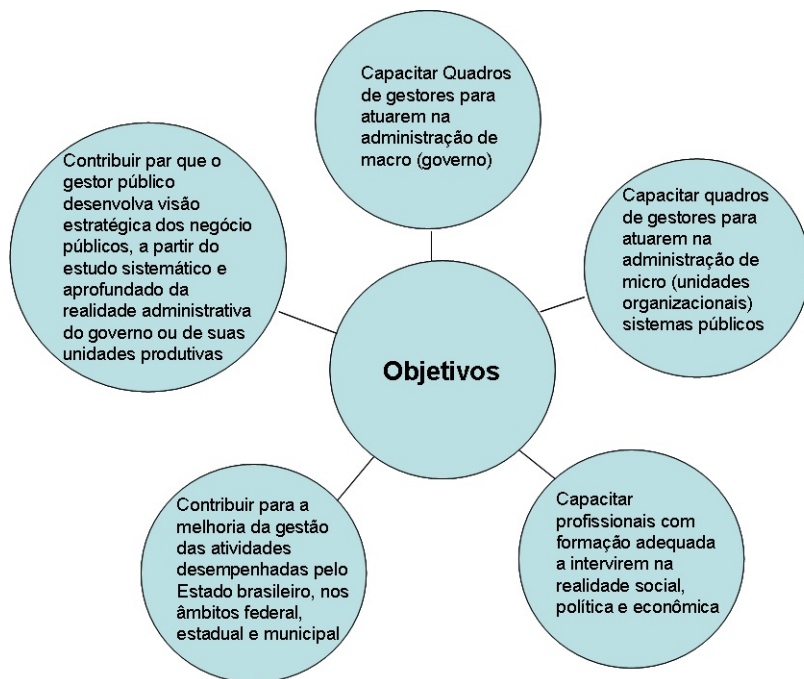 Capacitar Quadros
de gestores para
atuarem na
administração de
macro (governo)
Contribuir par que o
gestor público
desenvolva visão
estratégica dos negócio
públicos, a partir do
estudo sistemático e
aprofundado da
realidade administrativa
do governo ou de suas
unidades produtivas
Capacitar quadros
de gestores para
atuarem na
administração de
micro (unidades
organizacionais)
sistemas públicos
Objetivos
Contribuir para a
melhoria da gestão
das atividades
desempenhadas pelo
Estado brasileiro, nos
âmbitos federal,
estadual e municipal
Capacitar
profissionais com
formação adequada
a intervirem na
realidade social,
política e econômica